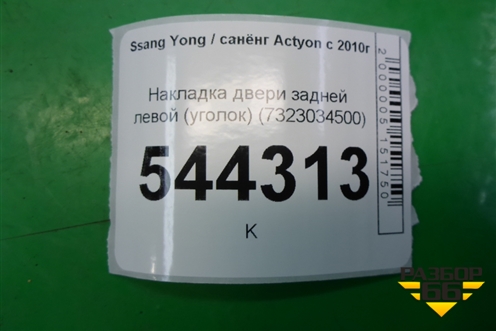 Ssang Yong / санёнг Actyon с 2010г
Накладка двери задней
левой (уголок) (7323034500)
544313
К
2000005151750
РАЗБОР
66